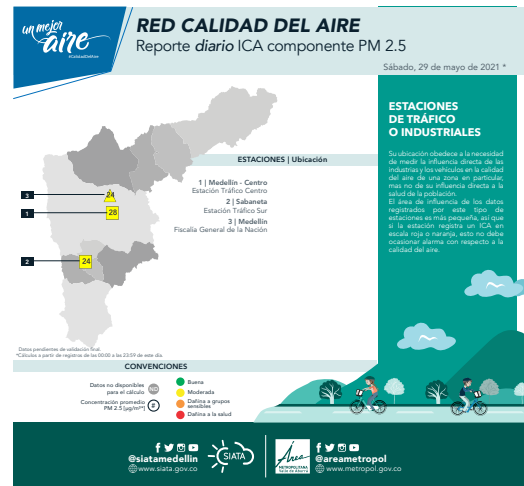 un mejor
aire
#CalidadDelAire
RED CALIDAD DEL AIRE
Reporte diario ICA componente PM 2.5
Sábado, 29 de mayo de 2021 *
ESTACIONES
DE TRÁFICO
O INDUSTRIALES
Su ubicación obedece a la necesidad
de medir la influencia directa de las
industrias y los vehículos en la calidad
del aire de una zona en particular,
mas no de su influencia directa a la
salud de la población.
El área de influencia de los datos
registrados por este tipo de
estaciones es más pequeña, así que
si la estación registra un ICA en
escala roja o naranja, esto no debe
ocasionar alarma con respecto a la
calidad del aire.
ESTACIONES | Ubicación
1 | Medellín - Centro
Estación Tráfico Centro
2 | Sabaneta
Estación Tráfico Sur
3 | Medellín
Fiscalía General de la Nación
3
24
1
28
2
24
Datos pendientes de validación final.
*Cálculos a partir de registros de las 00:00 a las 23:59 de este día.
CONVENCIONES
Datos no disponibles
para el cálculo
ND
Concentración promedio
PM 2.5 [µg/m³*]
#
Buena
Moderada
Dañina a grupos
sensibles
Dañina a la salud
@siatamedellin
www.siata.gov.co
SIATA
Área
METROPOLITANA
Valle de Aburrá
@areametropol
www.metropol.gov.co